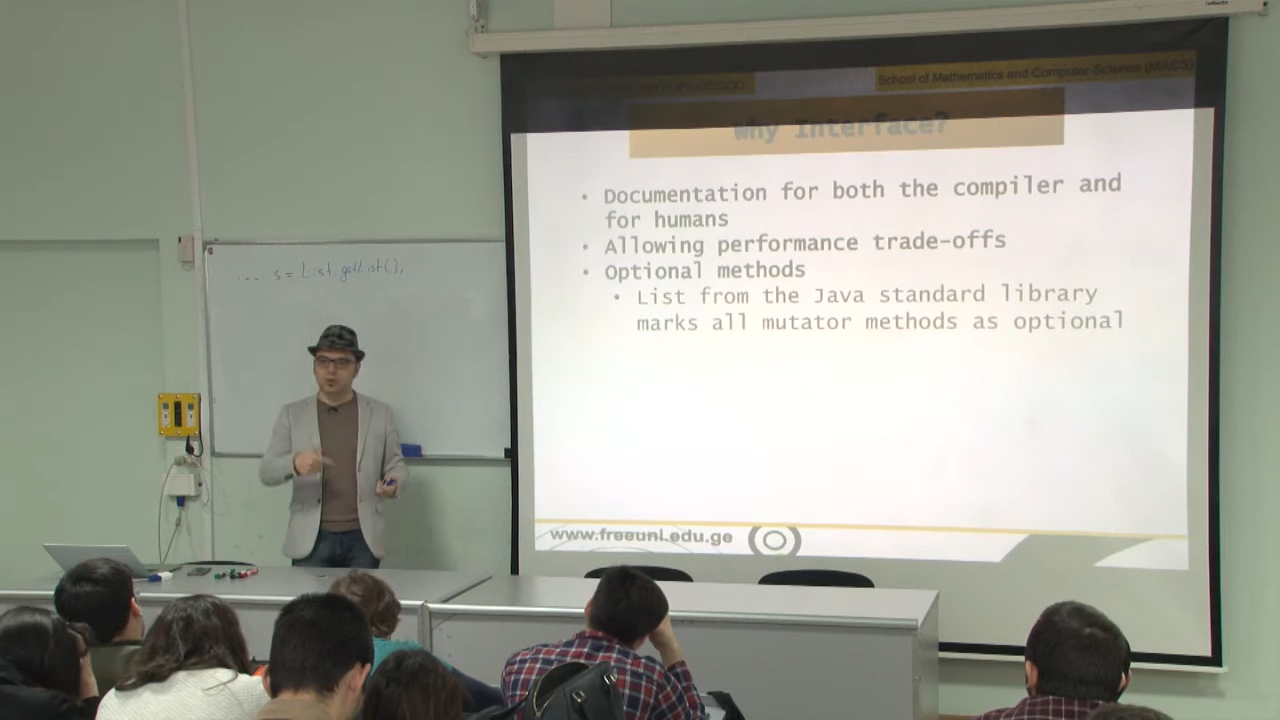 School of Mathematics and Computer Science (MACS)
Why Interface?
• Documentation for both the compiler and
for humans
• Allowing performance trade-offs
• Optional methods
• List from the Java standard library
marks all mutator methods as optional
www.freeuni.edu.ge
... s = List.getList();